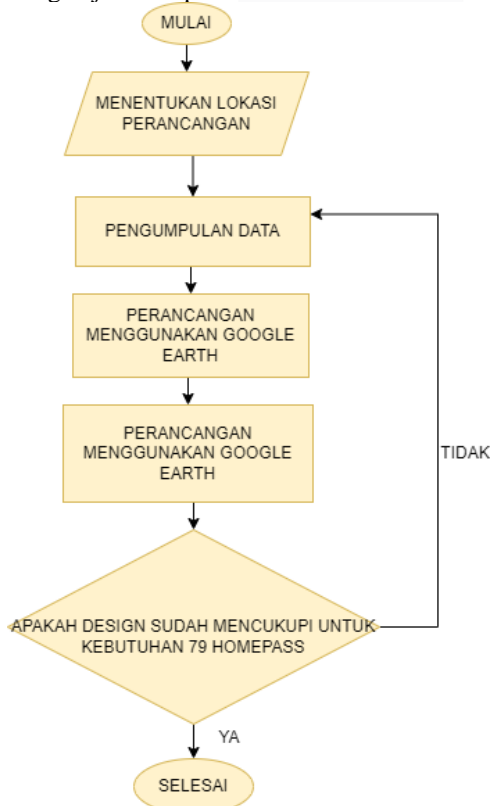 MULAI
MENENTUKAN LOKASI
PERANCANGAN
PENGUMPULAN DATA
PERANCANGAN
MENGGUNAKAN GOOGLE
EARTH
PERANCANGAN
MENGGUNAKAN GOOGLE
EARTH
TIDAK
APAKAH DESIGN SUDAH MENCUKUPI UNTUK
KEBUTUHAN 79 HOMEPASS
YA
SELESAI